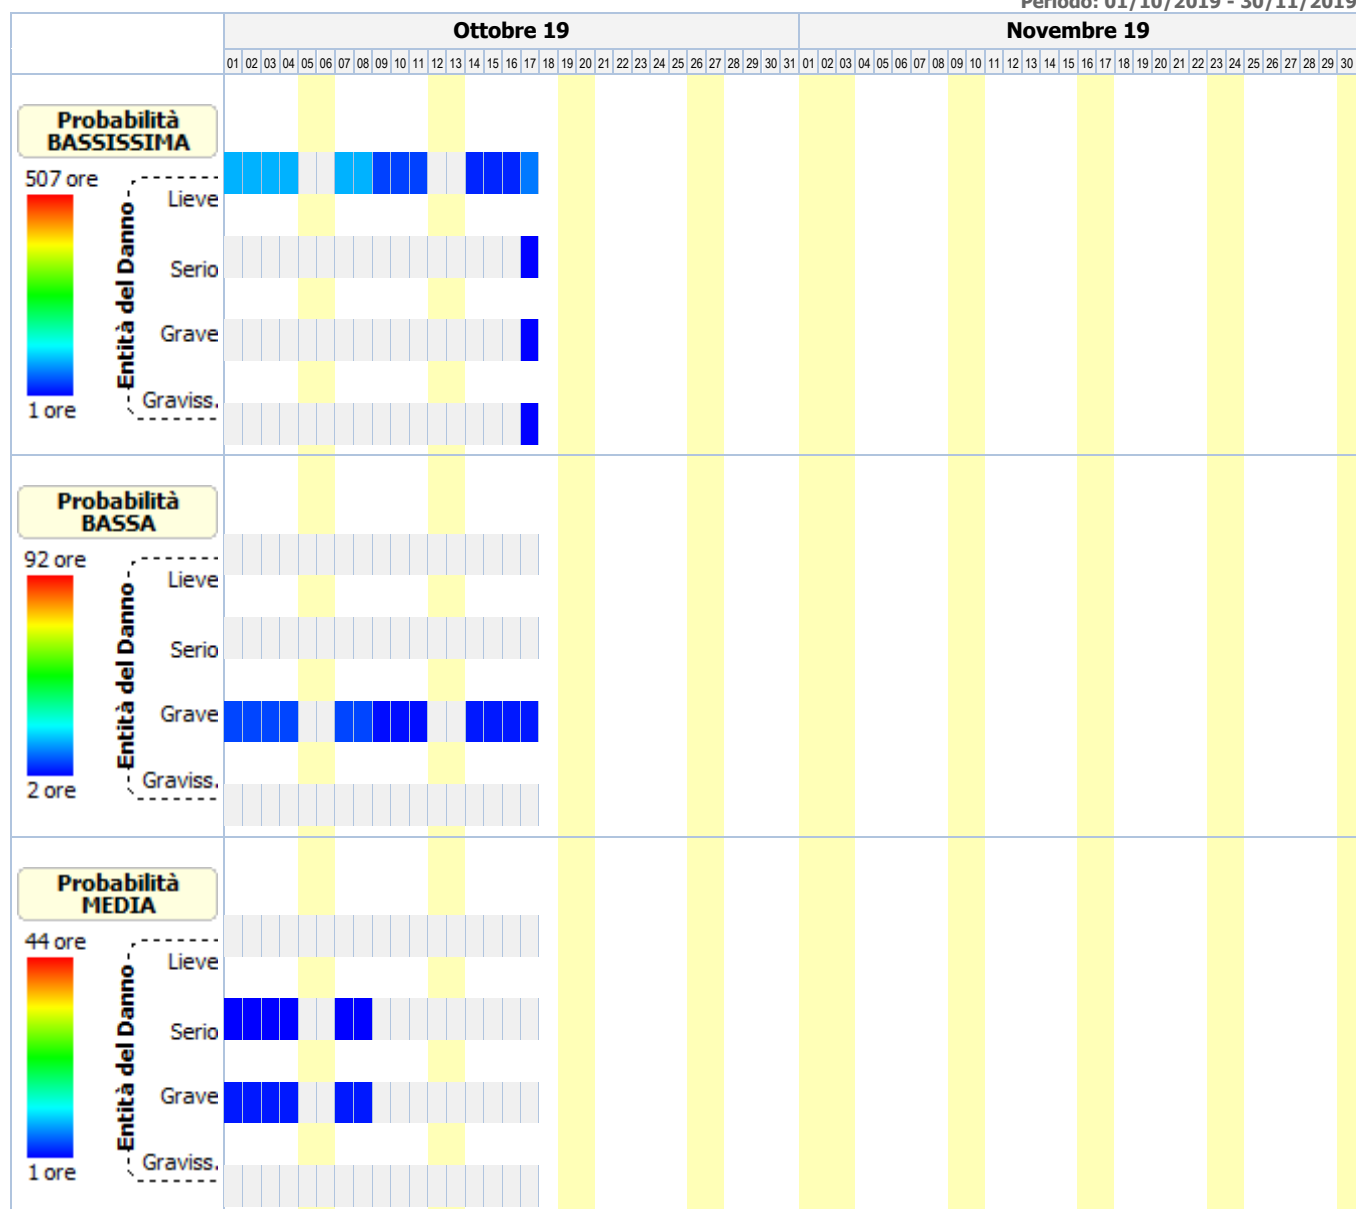 Periodo: 01/10/2019 - 30/11/2019
Ottobre 19 Novembre 19
01 02 03 04 05 06 07 08 09 10 11 12 13 14 15 16 17 18 19 20 21 22 23 24 25 26 27 28 29 30 31 01 02 03 04 05 06 07 08 09 10 11 12 13 14 15 16 17 18 19 20 21 22 23 24 25 26 27 28 29 30
Probabilità
BASSISSIMA
507 ore
1 ore
Entità del Danno
Lieve
Serio
Grave
Graviss.
Probabilità
BASSA
92 ore
2 ore
Entità del Danno
Lieve
Serio
Grave
Graviss.
Probabilità
MEDIA
44 ore
1 ore
Entità del Danno
Lieve
Serio
Grave
Graviss.